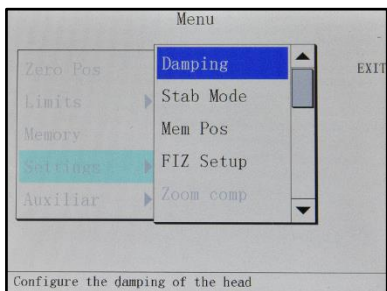 Menu
Zero Pos
Limits
Memory
Settings
Auxiliar
Damping
Stab Mode
Mem Pos
FIZ Setup
Zoom comp
EXIT
Configure the damping of the head